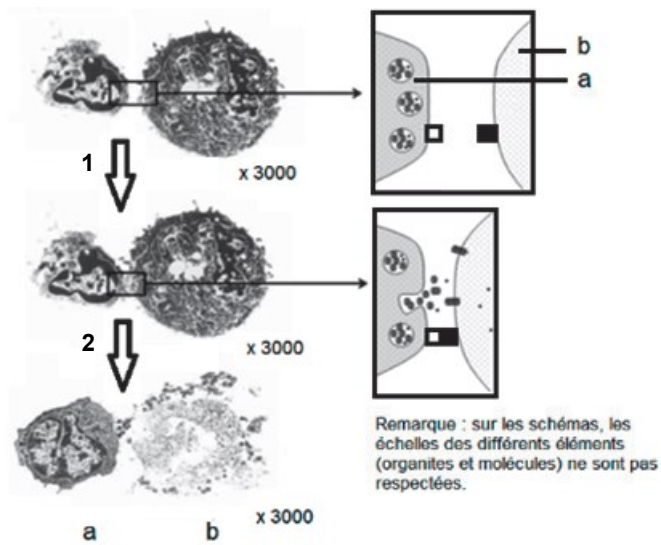 b
a
1
x 3000
2
x 3000
Remarque : sur les schémas, les
échelles des différents éléments
(organites et molécules) ne sont pas
respectées.
a
b
x 3000